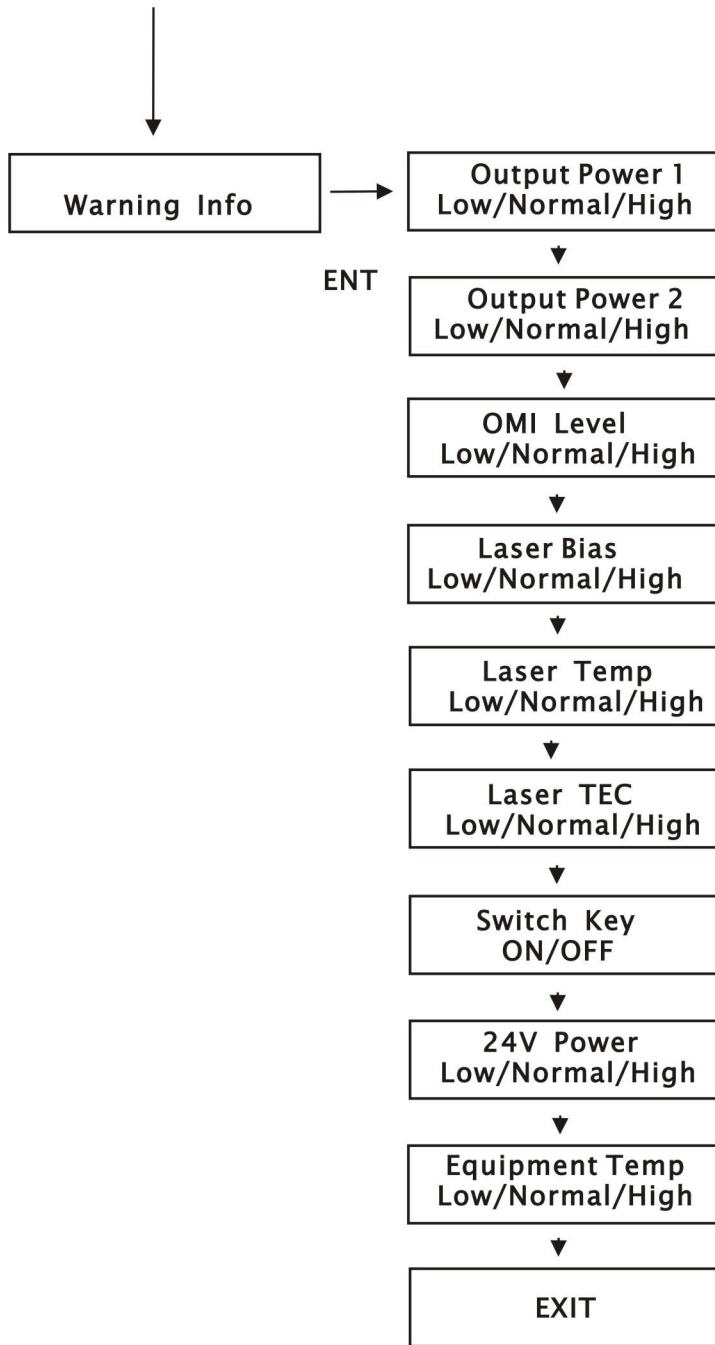 Warning Info
ENT
Output Power 1
Low/Normal/High
Output Power 2
Low/Normal/High
OMI Level
Low/Normal/High
Laser Bias
Low/Normal/High
Laser Temp
Low/Normal/High
Laser TEC
Low/Normal/High
Switch Key
ON/OFF
24V Power
Low/Normal/High
Equipment Temp
Low/Normal/High
EXIT